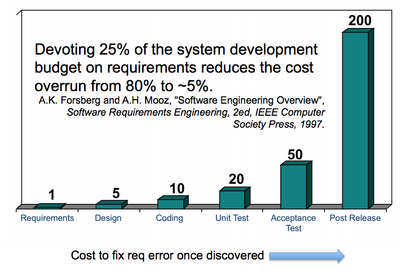 200
Devoting 25% of the system development
budget on requirements reduces the cost
overrun from 80% to ~5%.
A.K. Forsberg and A.H. Mooz, "Software Engineering Overview",
Software Requirements Engineering, 2ed, IEEE Computer
Society Press, 1997.
50
20
10
5
1
Requirements Design Coding Unit Test Acceptance Test Post Release
Cost to fix req error once discovered